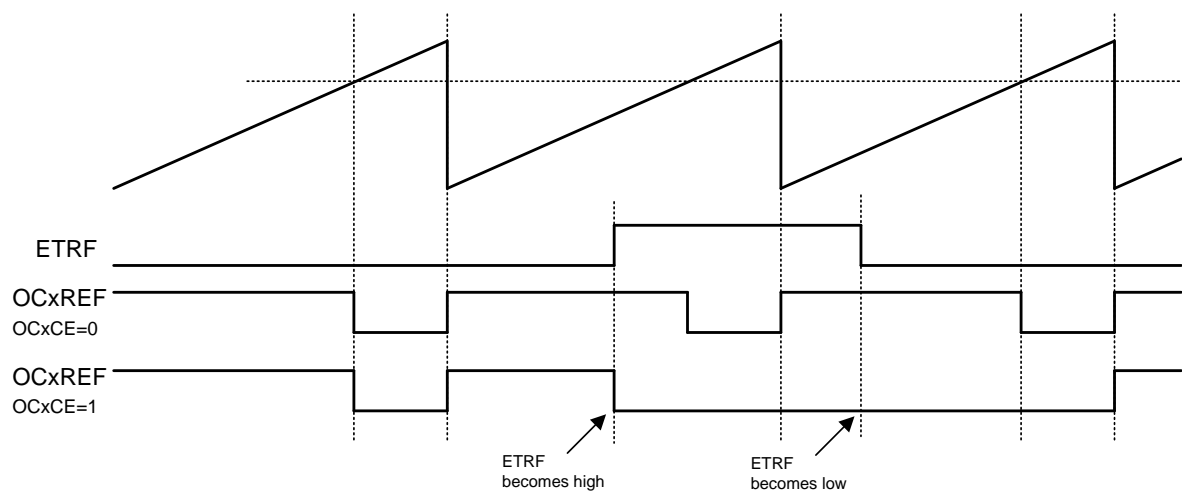 ETRF
OCxREF
OCxCE=0
OCxREF
OCxCE=1
ETRF
becomes high
ETRF
becomes low